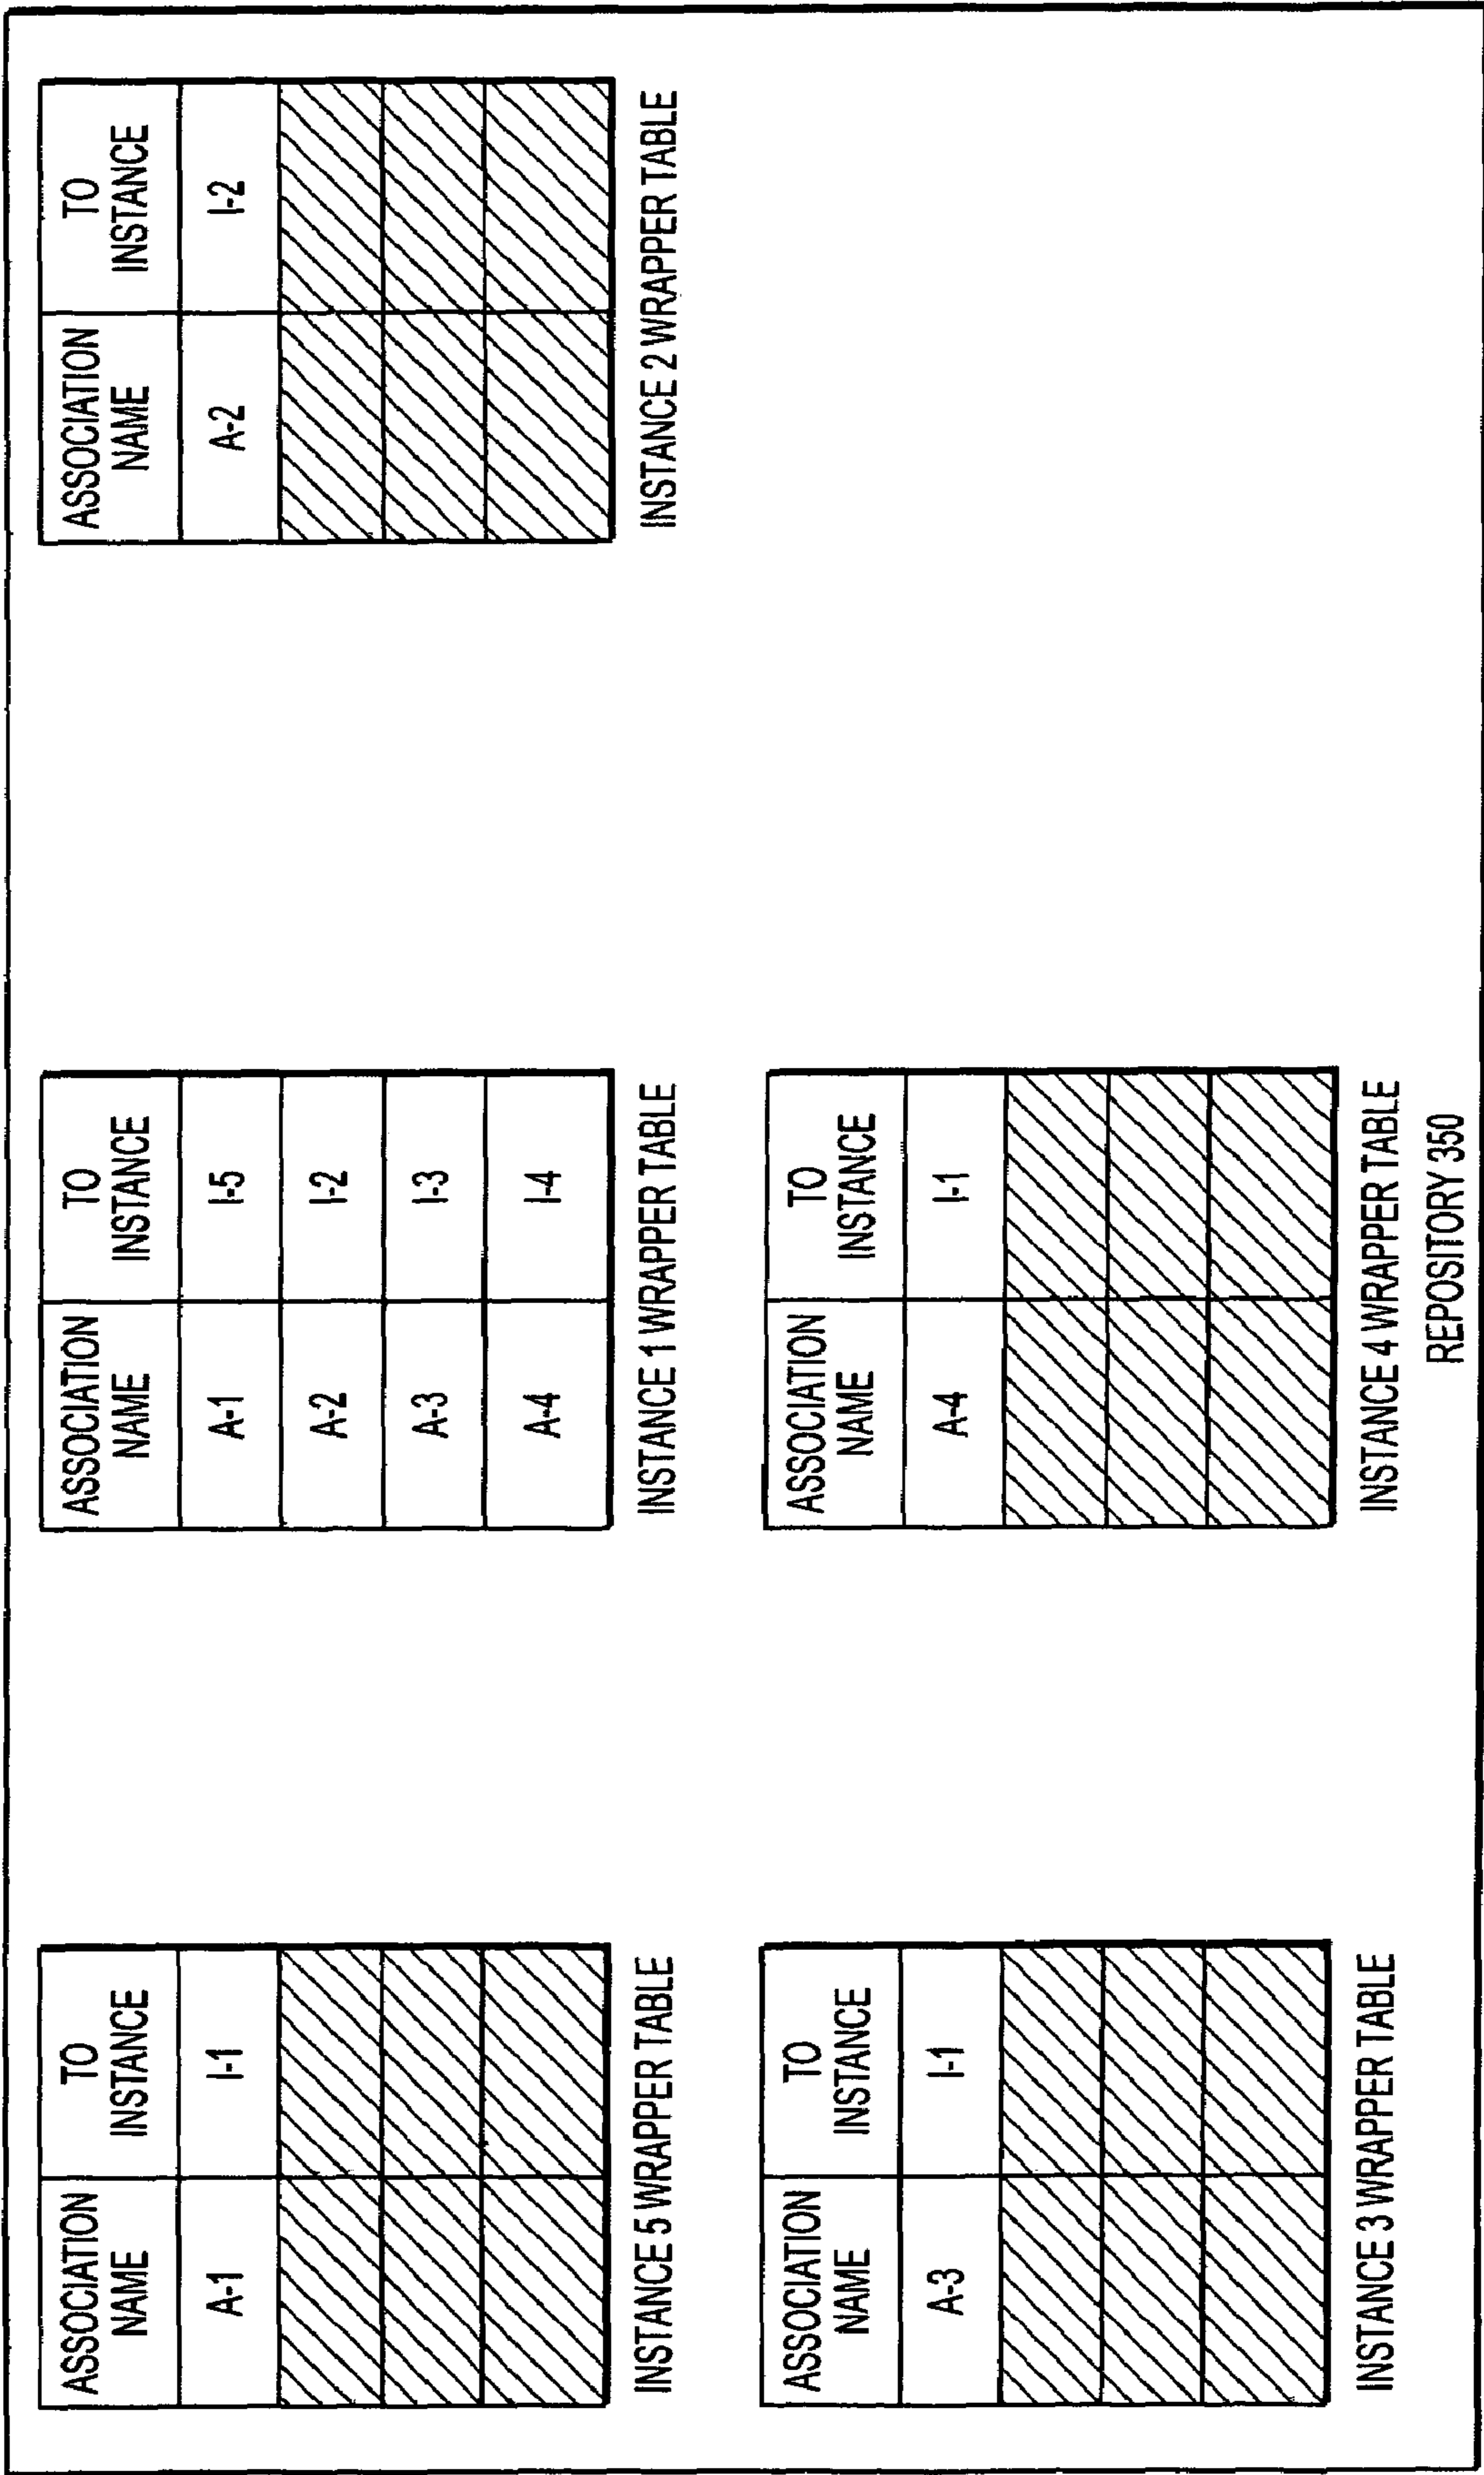 ASSOCIATION NAME | TO INSTANCE
A-1 | I-1
INSTANCE 5 WRAPPER TABLE
ASSOCIATION NAME | TO INSTANCE
A-1 | I-5
A-2 | I-2
A-3 | I-3
A-4 | I-4
INSTANCE 1 WRAPPER TABLE
ASSOCIATION NAME | TO INSTANCE
A-2 | I-2
INSTANCE 2 WRAPPER TABLE
ASSOCIATION NAME | TO INSTANCE
A-3 | I-1
INSTANCE 3 WRAPPER TABLE
ASSOCIATION NAME | TO INSTANCE
A-4 | I-1
INSTANCE 4 WRAPPER TABLE
REPOSITORY 350